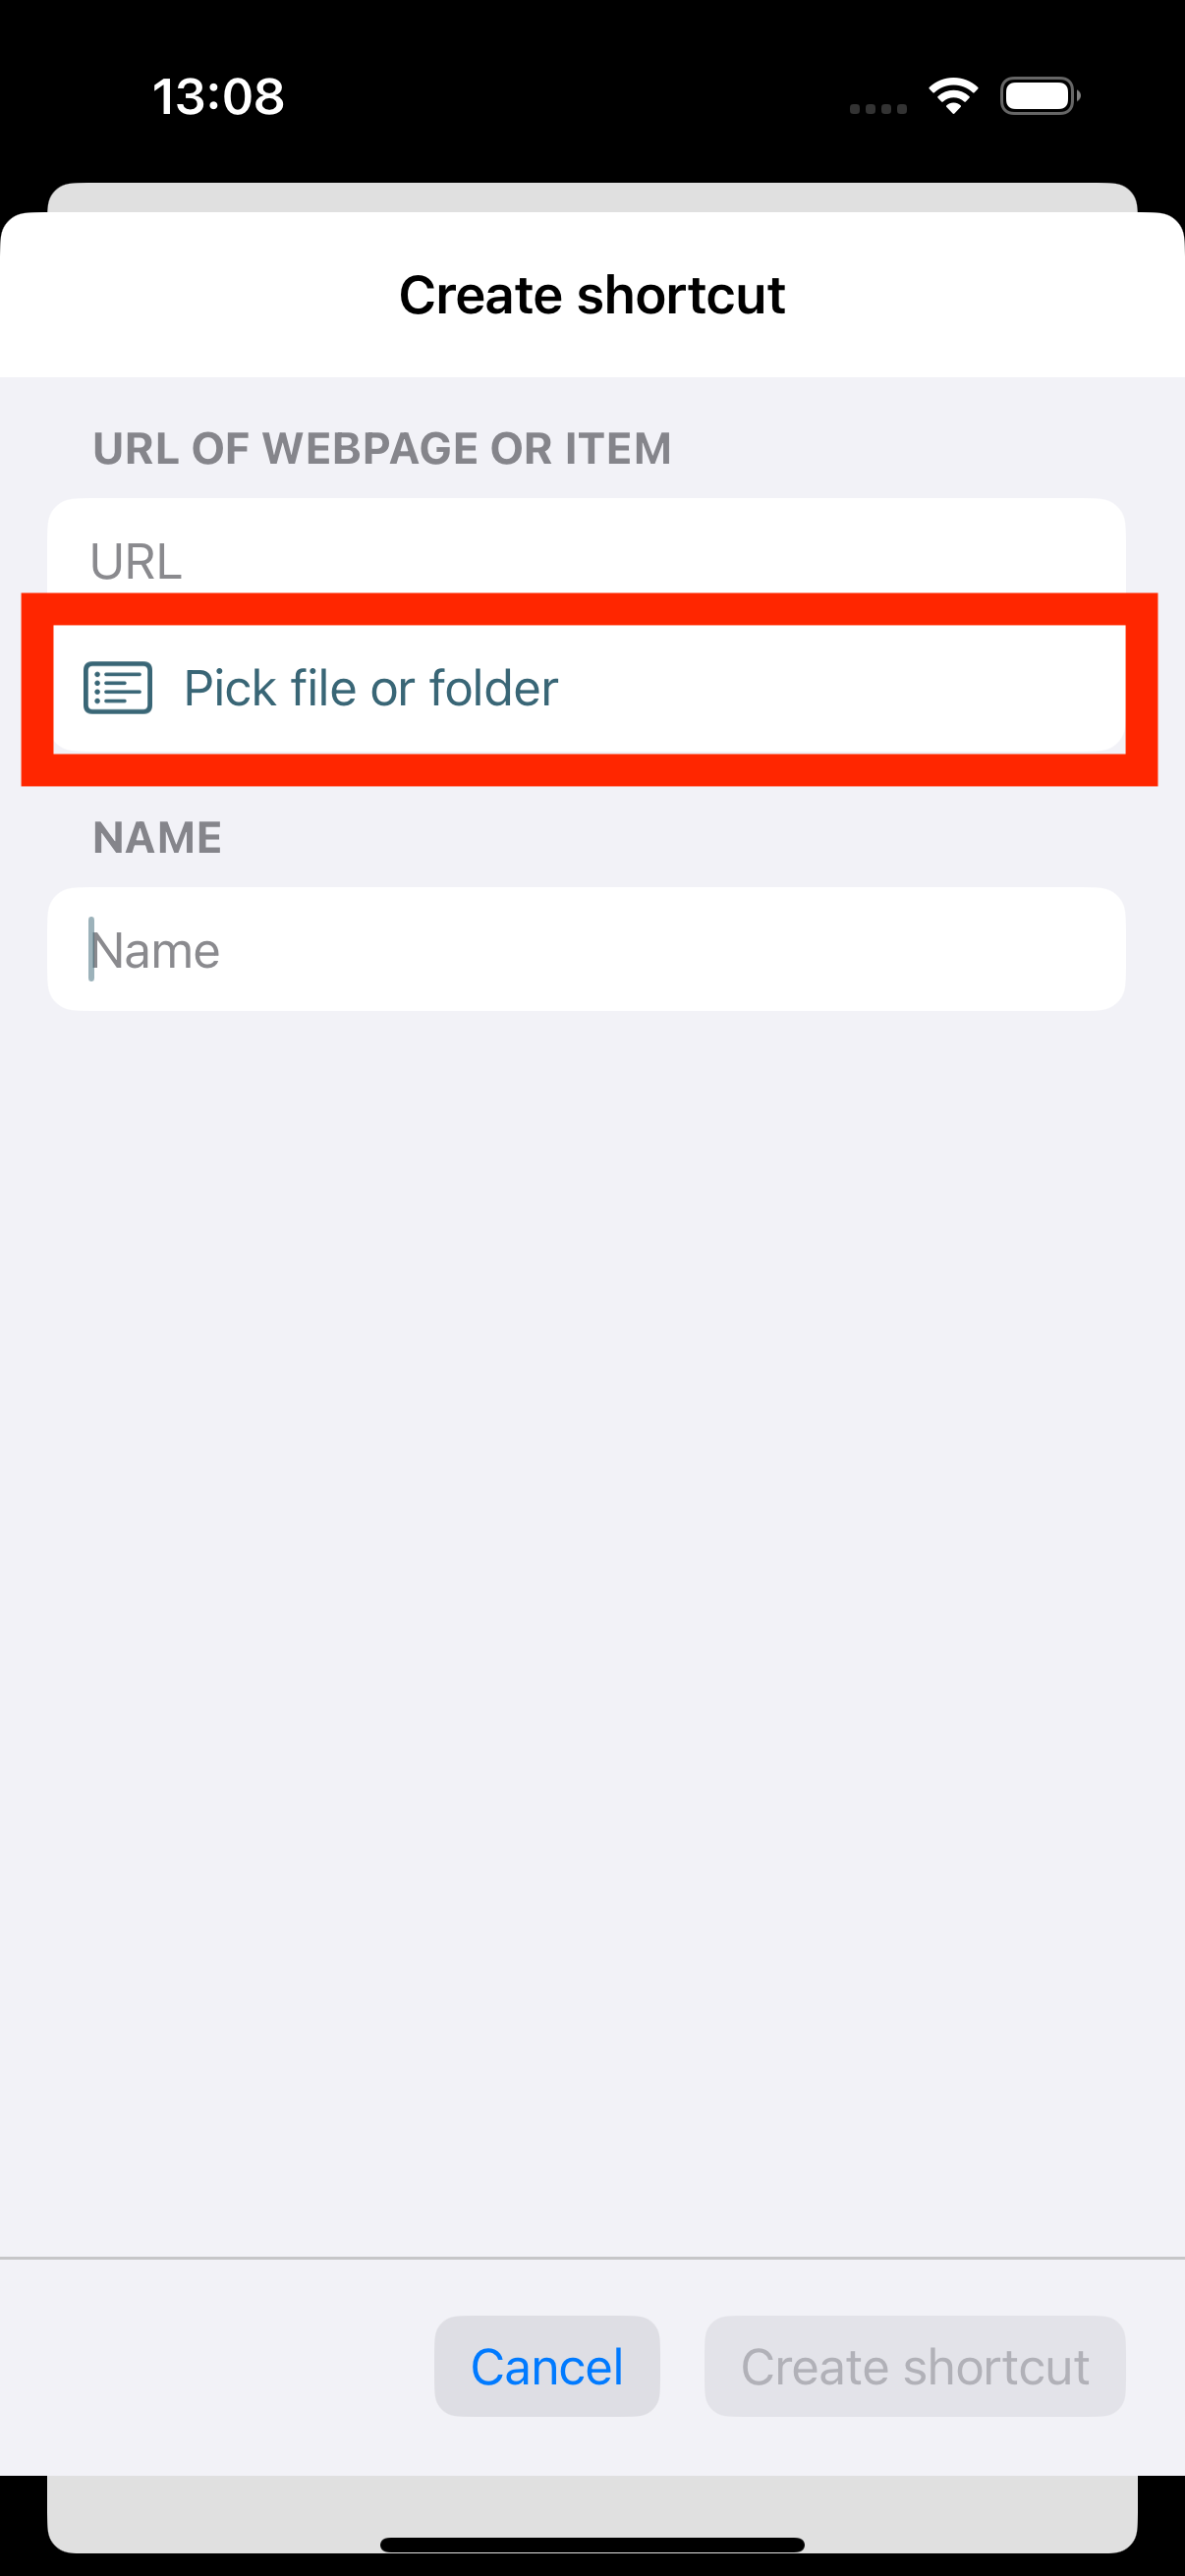 13:08
Create shortcut
URL OF WEBPAGE OR ITEM
URL
Pick file or folder
NAME
Name
Cancel
Create shortcut